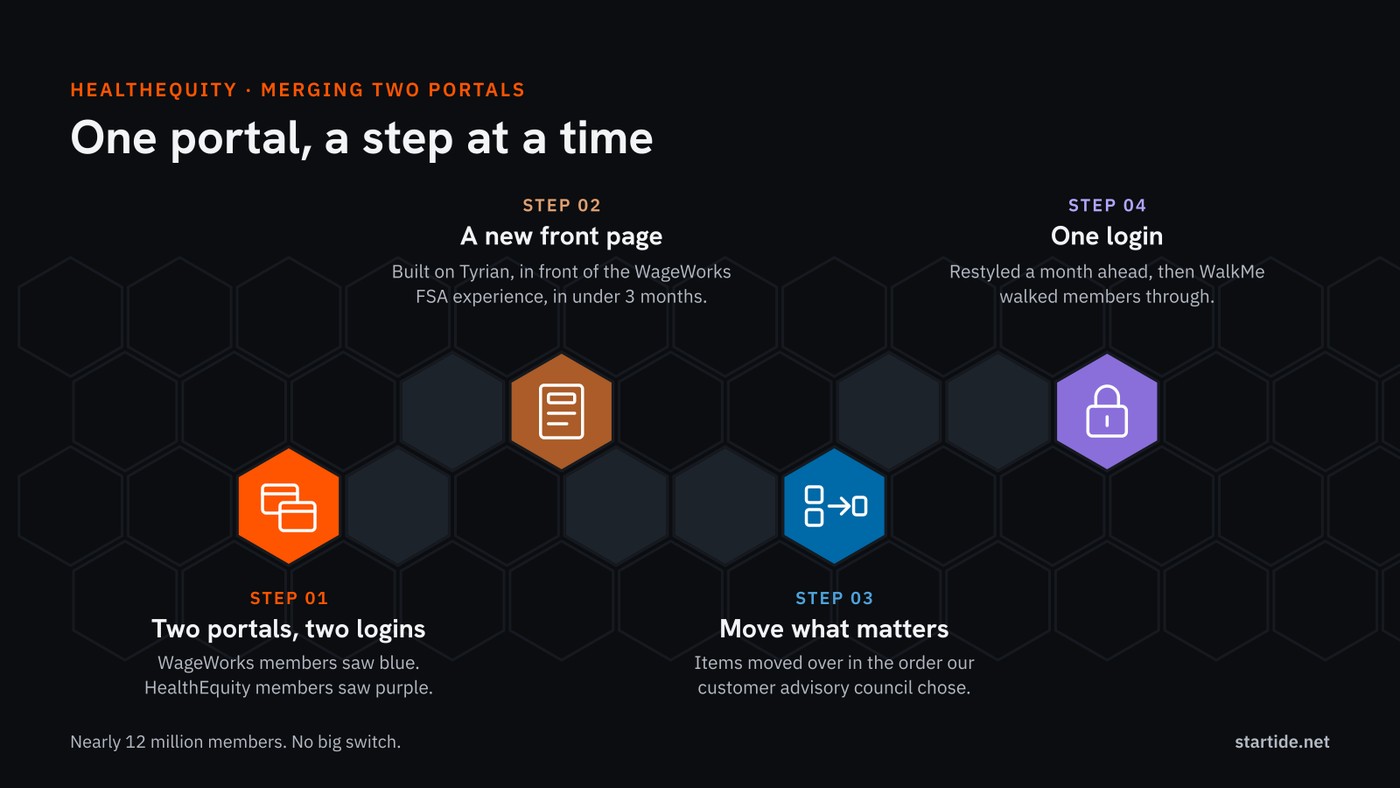 HEALTHEQUITY · MERGING TWO PORTALS
One portal, a step at a time
STEP 01
Two portals, two logins
WageWorks members saw blue.
HealthEquity members saw purple.
STEP 02
A new front page
Built on Tyrian, in front of the WageWorks
FSA experience, in under 3 months.
STEP 03
Move what matters
Items moved over in the order our
customer advisory council chose.
STEP 04
One login
Restyled a month ahead, then WalkMe
walked members through.
Nearly 12 million members. No big switch.
startide.net